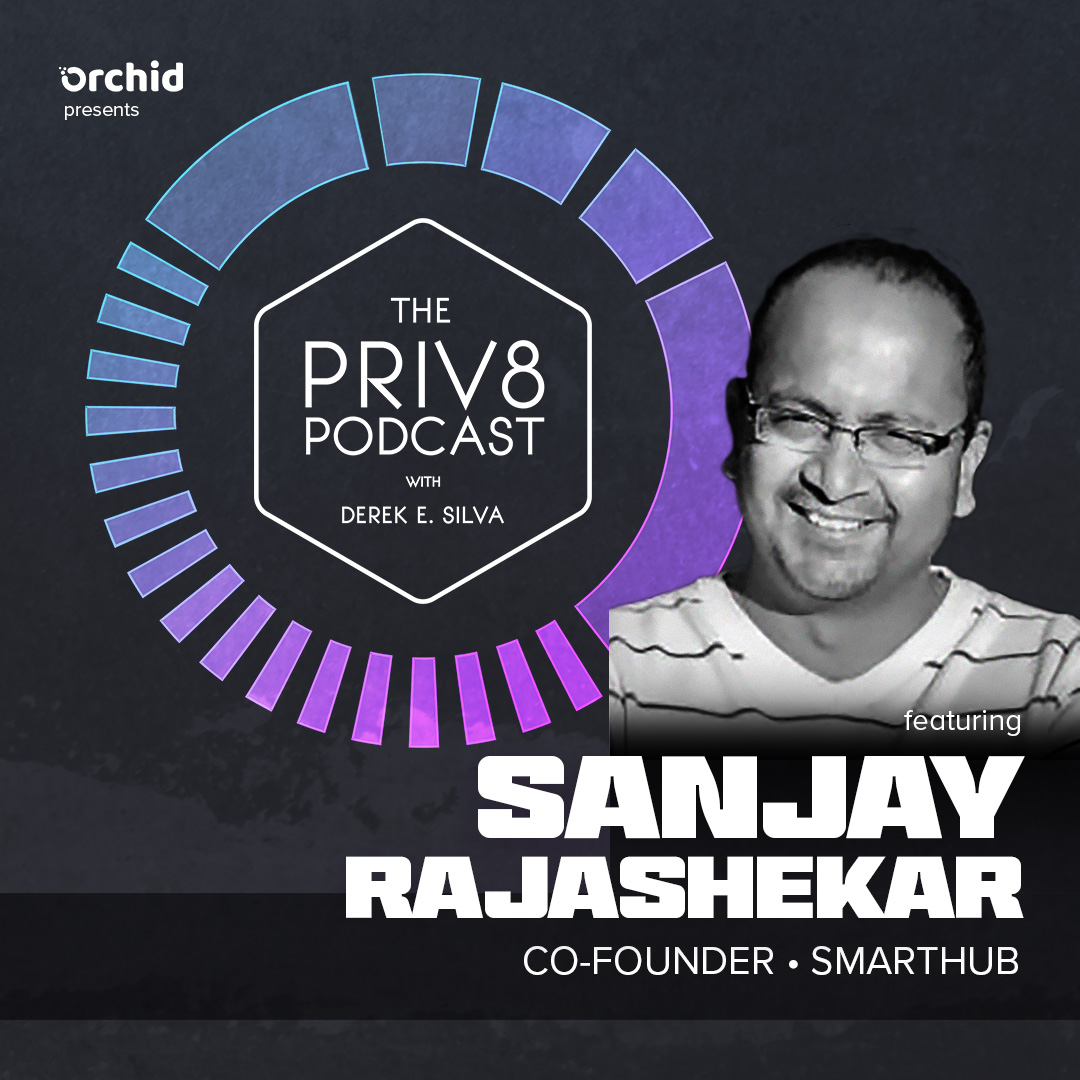 Orchid
presents
THE
PRIV8
PODCAST
WITH
DEREK E. SILVA
featuring
SANJAY
RAJASHEKAR
CO-FOUNDER • SMARTHUB